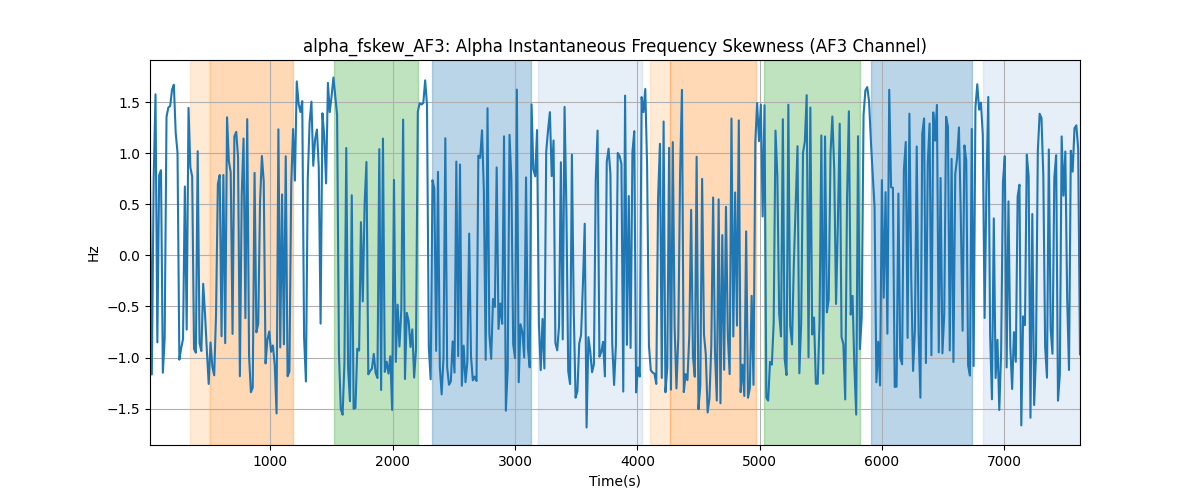 alpha_fskew_AF3: Alpha Instantaneous Frequency Skewness (AF3 Channel)
1.5
1.0
0.5
0.0
−0.5
−1.0
−1.5
Hz
1000 2000 3000 4000 5000 6000 7000
Time(s)